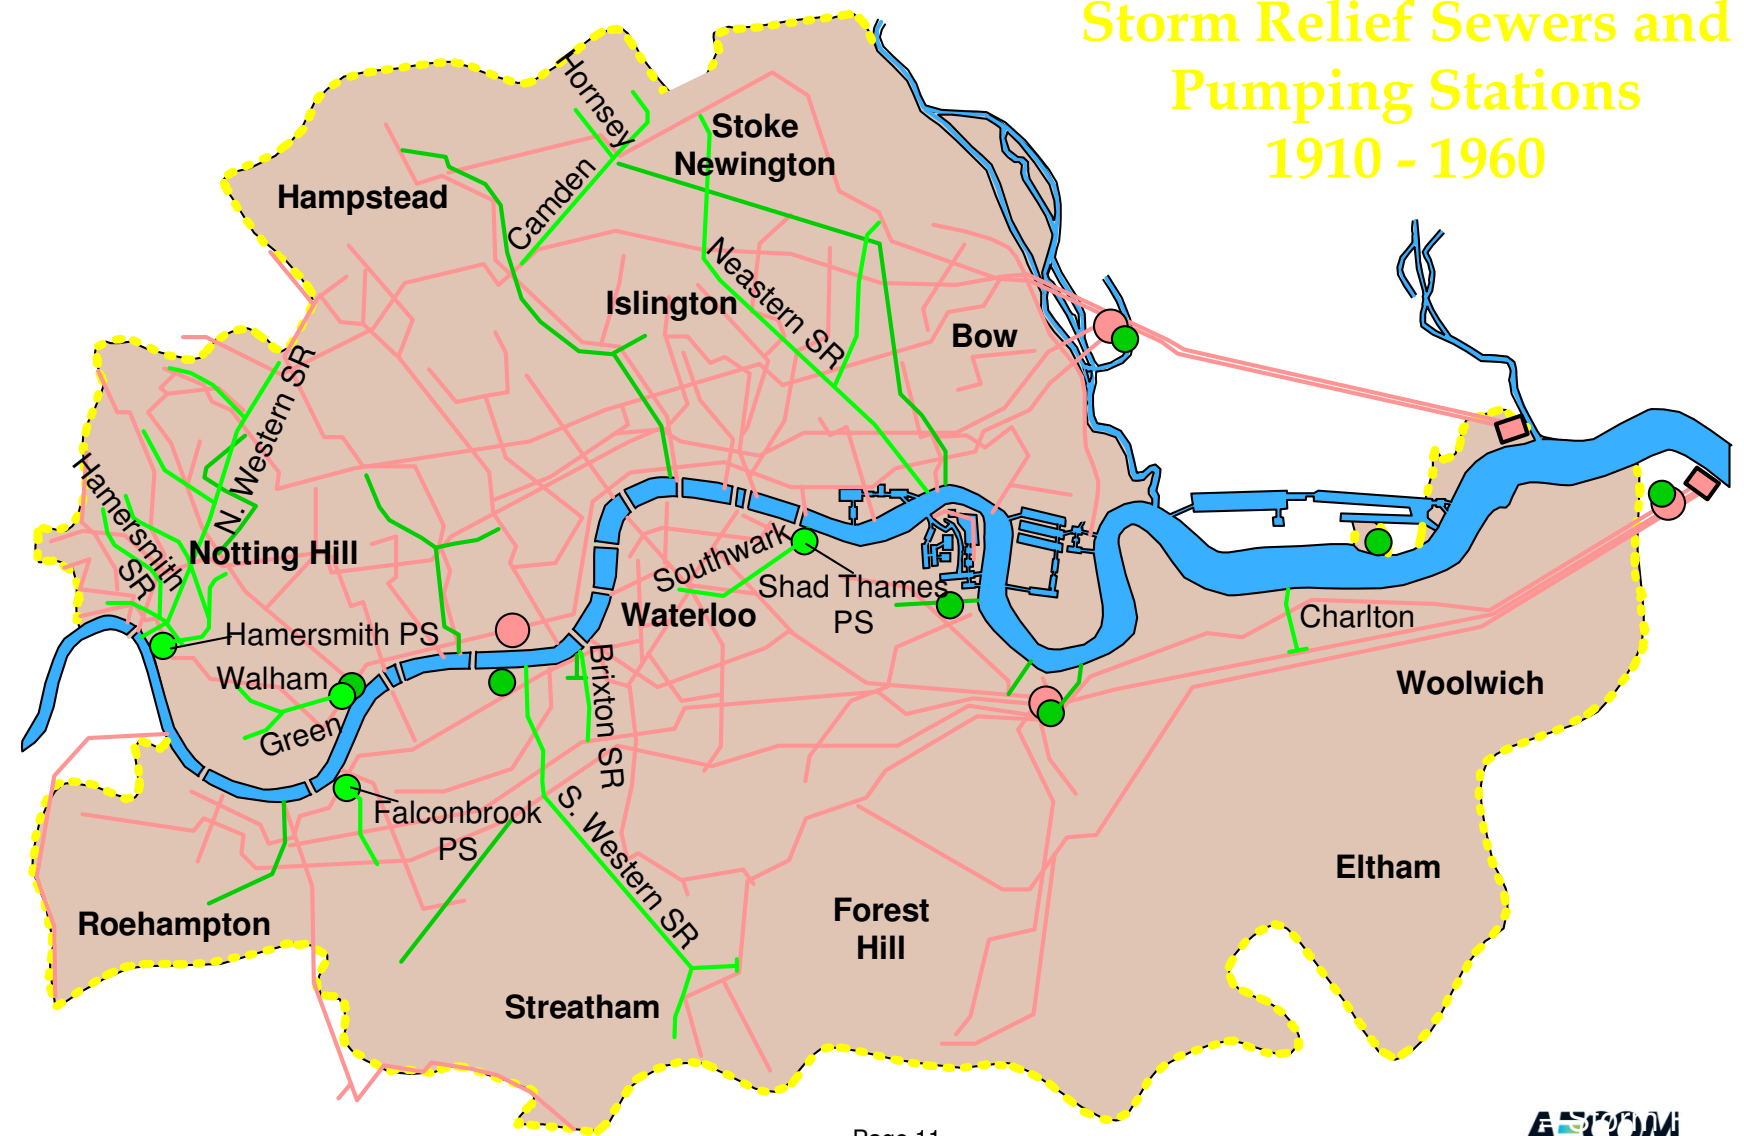 Storm Relief Sewers and
Pumping Stations
1910 - 1960
Hornsey
Stoke
Newington
Camden
Hampstead
Neastern SR
Islington
Bow
N. Western SR
Hamersmith
SR
Notting Hill
Southwark
Shad Thames
PS
Waterloo
Charlton
Hamersmith PS
Walham
Green
Brixton SR
Woolwich
Falconbrook
PS
S. Western SR
Eltham
Roehampton
Forest
Hill
Streatham
Page 11